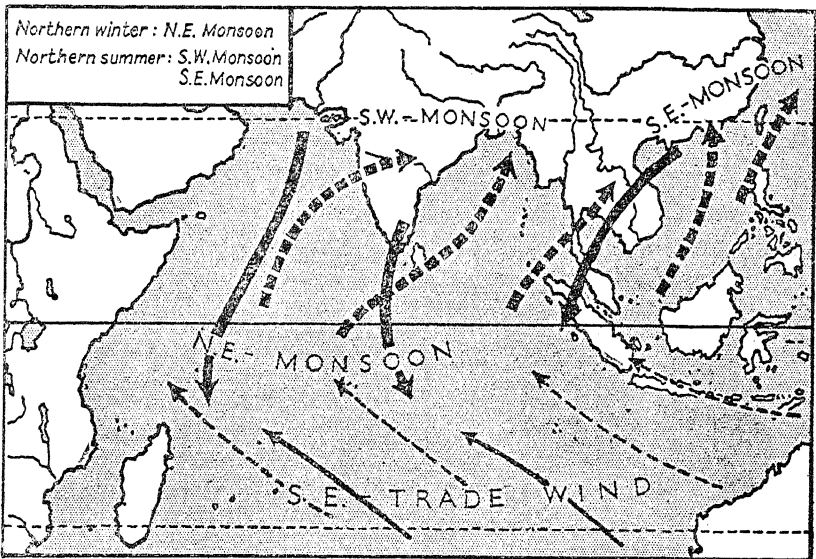 Northern winter: N.E. Monsoon
Northern summer: S.W. Monsoon
S.E. Monsoon
S.W.-MONSOON
S.E.-MONSOON
N.E.-MONSOON
S.E.-TRADE WIND